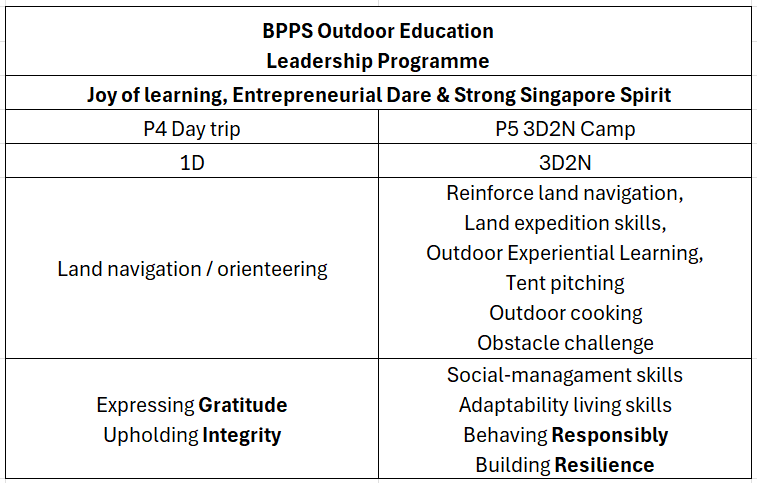 BPPS Outdoor Education
Leadership Programme
Joy of learning, Entrepreneurial Dare & Strong Singapore Spirit
P4 Day trip
P5 3D2N Camp
1D
3D2N
Land navigation / orienteering
Reinforce land navigation,
Land expedition skills,
Outdoor Experiential Learning,
Tent pitching
Outdoor cooking
Obstacle challenge
Expressing Gratitude
Upholding Integrity
Social-managament skills
Adaptability living skills
Behaving Responsibly
Building Resilience